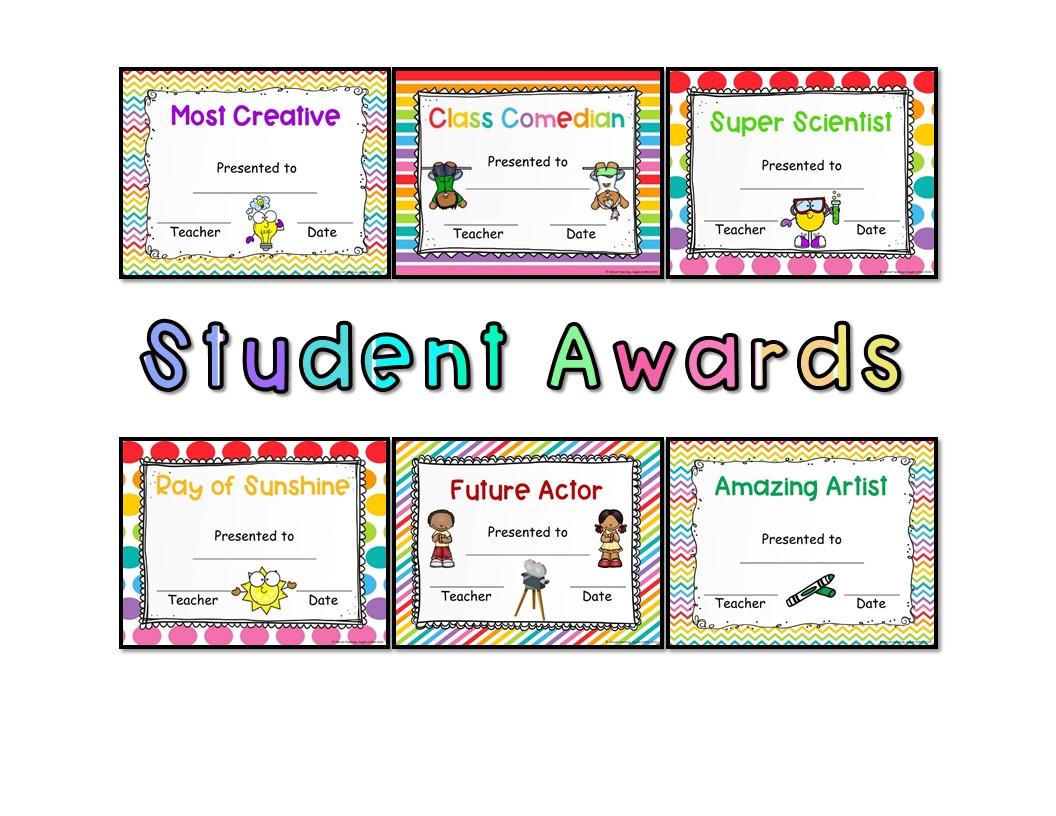 Most Creative
Presented to
Teacher
Date
Class Comedian
Presented to
Teacher
Date
Super Scientist
Presented to
Teacher
Date
Student Awards
Ray of Sunshine
Presented to
Teacher
Date
Future Actor
Presented to
Teacher
Date
Amazing Artist
Presented to
Teacher
Date